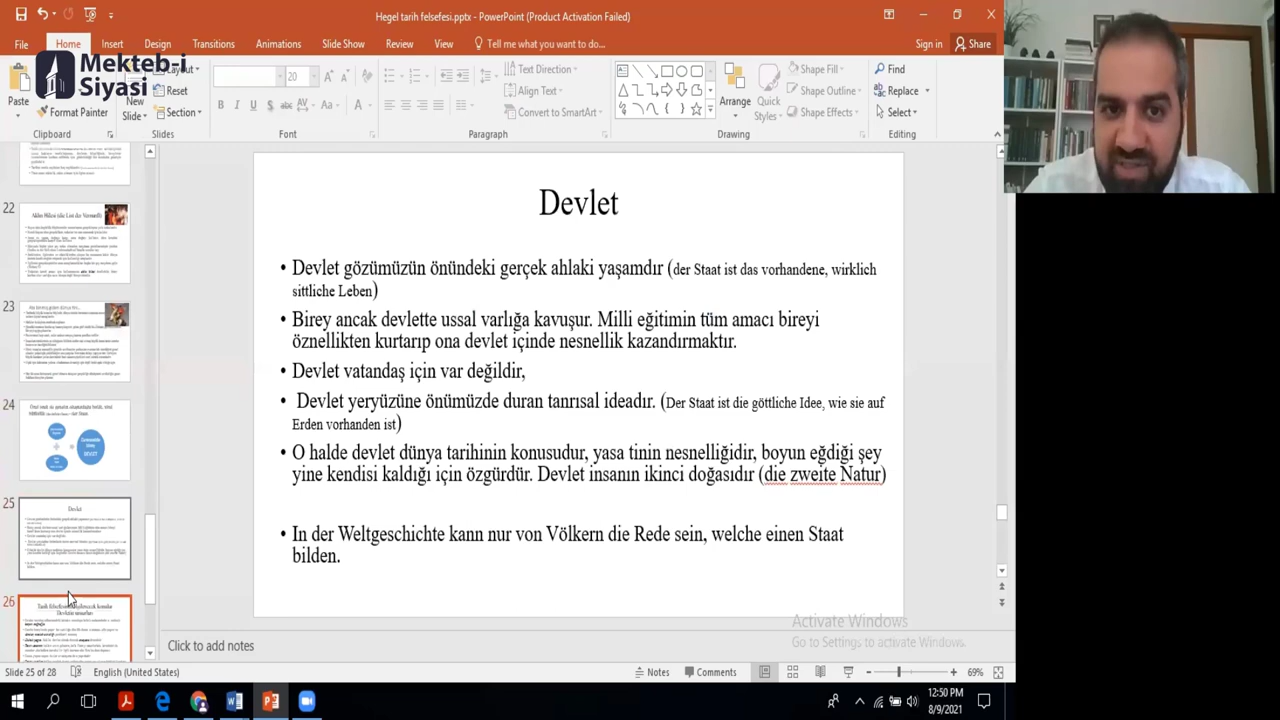 Hegel tarih felsefesi.pptx - PowerPoint (Product Activation Failed)
File Home Insert Design Transitions Animations Slide Show Review View Tell me what you want to do... Sign in Share
Mekteb-i
Siyasi
Paste
Format Painter
Clipboard
New
Slide
Layout
Reset
Section
Slides
20
B I U S abc AV Aa A
Font
Paragraph
Text Direction
Align Text
Convert to SmartArt
Arrange
Quick
Styles
Shape Fill
Shape Outline
Shape Effects
Drawing
Find
Replace
Select
Editing
22
23
24
25
Devlet
26
Devlet
• Devlet gözümüzün önündeki gerçek ahlaki yaşamdır (der Staat ist das vorhandene, wirklich
sittliche Leben)
• Birey ancak devlette ussal varlığa kavuşur. Milli eğitimin tüm amacı bireyi
öznellikten kurtarıp ona devlet içinde nesnellik kazandırmaktır.
• Devlet vatandaş için var değildir,
• Devlet yeryüzüne önümüzde duran tanrısal ideadır. (Der Staat ist die göttliche Idee, wie sie auf
Erden vorhanden ist)
• O halde devlet dünya tarihinin konusudur, yasa tinin nesnelliğidir, boyun eğdiği şey
yine kendisi kaldığı için özgürdür. Devlet insanın ikinci doğasıdır (die zweite Natur)
• In der Weltgeschichte kann nur von Völkern die Rede sein, welche einen Staat
bilden.
Activate Windows
Go to Settings to activate Windows.
Click to add notes
Slide 25 of 28 English (United States) Notes Comments 69%
12:50 PM
8/9/2021